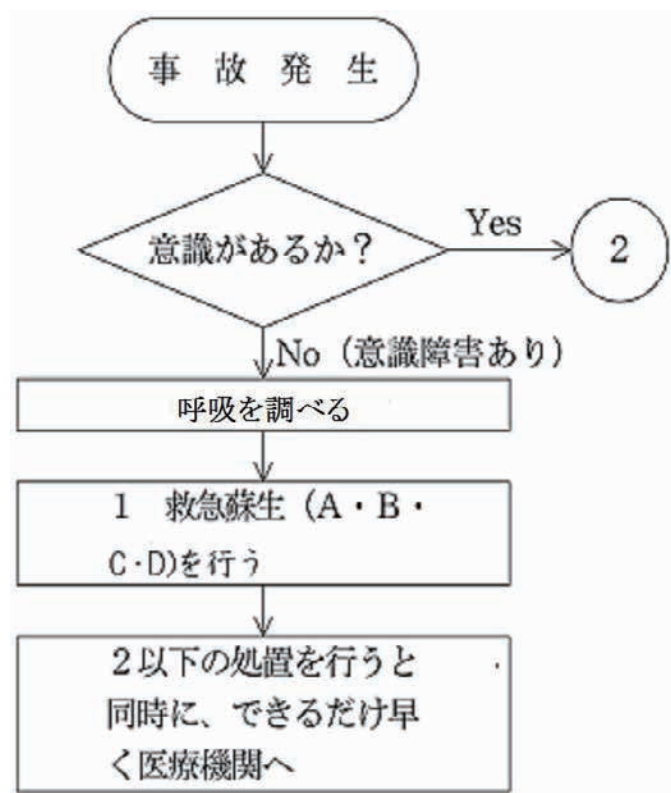 事 故 発 生
意識があるか？
Yes
2
No（意識障害あり）
呼吸を調べる
1 救急蘇生（A・B・
C・D)を行う
2以下の処置を行うと
同時に、できるだけ早
く医療機関へ